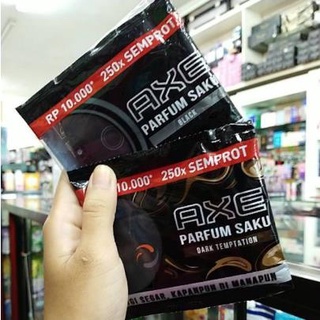 RP 10.000* 250x SEMPROT
AXE
PARFUM SAKU
BLACK
10.000* 250x SEMPROT
AXE
PARFUM SAKU
DARK TEMPTATION
SEGAR, KAPANPUN DI MANAPUN